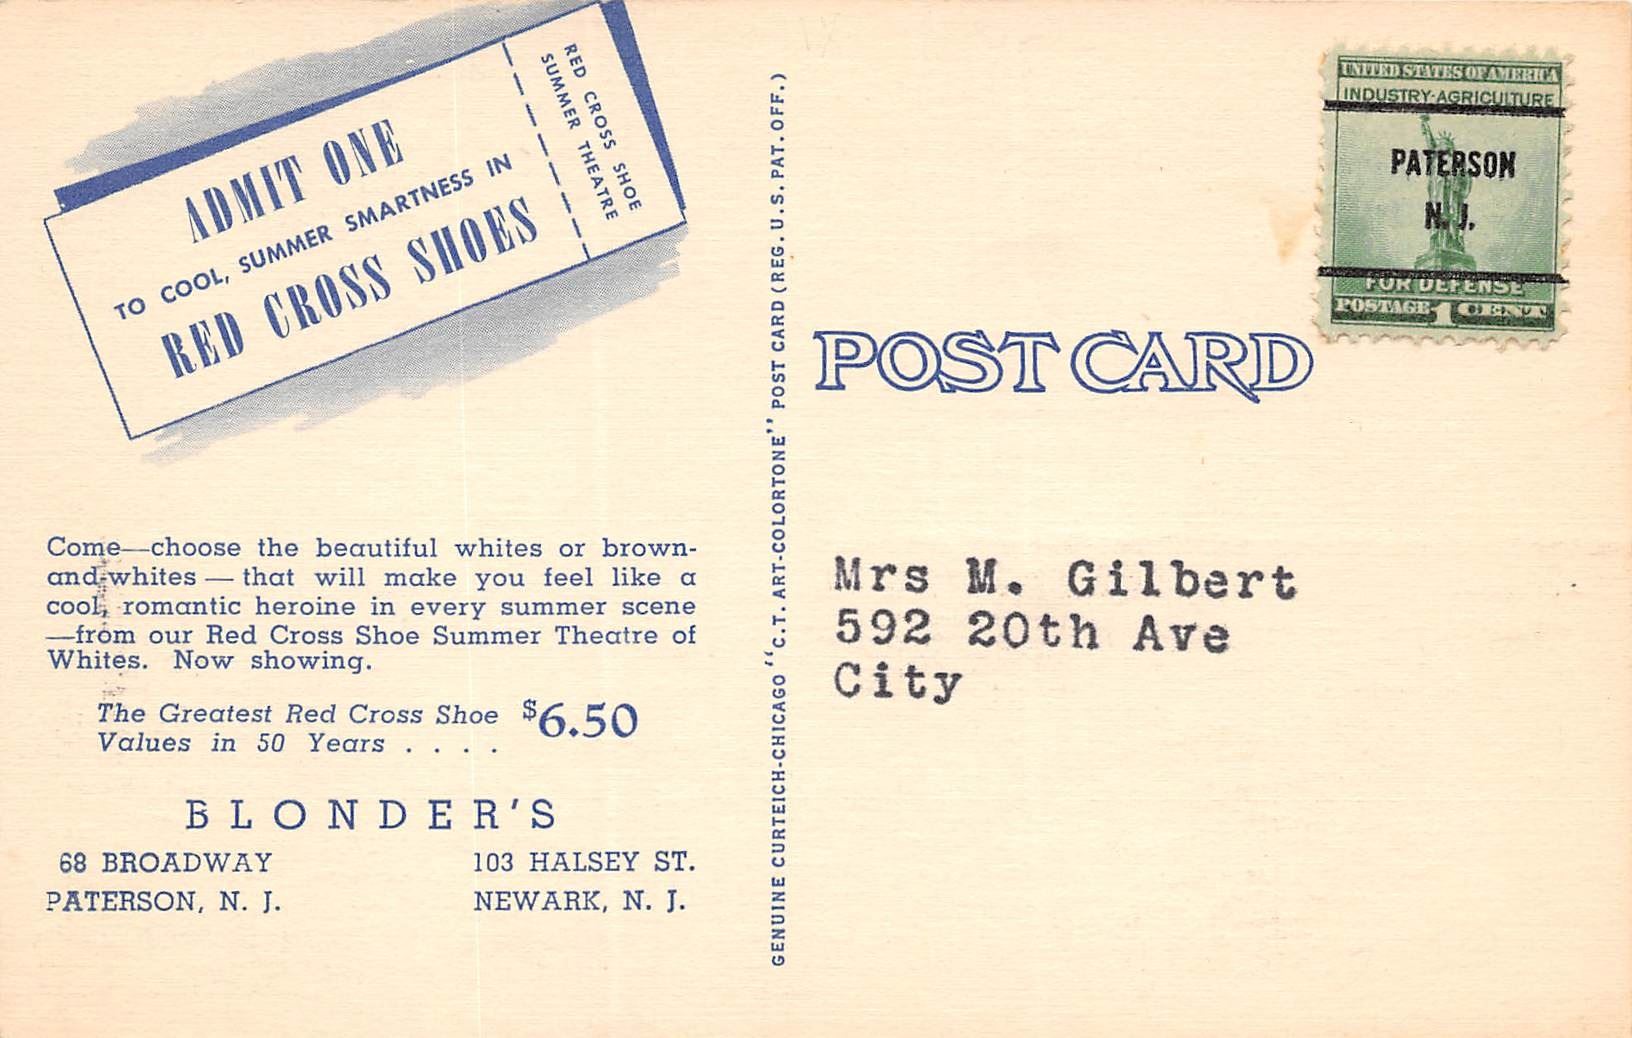 ADMIT ONE
TO COOL, SUMMER SMARTNESS IN
RED CROSS SHOES
RED CROSS SHOE
SUMMER THEATRE
Come—choose the beautiful whites or brown-
and-whites — that will make you feel like a
cool, romantic heroine in every summer scene
—from our Red Cross Shoe Summer Theatre of
Whites. Now showing.
The Greatest Red Cross Shoe
Values in 50 Years . . . .
$6.50
BLONDER'S
68 BROADWAY
PATERSON, N. J.
103 HALSEY ST.
NEWARK, N. J.
GENUINE CURTEICH-CHICAGO "C.T. ART-COLORTONE" POST CARD (REG. U.S. PAT. OFF.)
POST CARD
UNITED STATES OF AMERICA
INDUSTRY-AGRICULTURE
PATERSON
N. J.
FOR DEFENSE
POSTAGE 1 CENT
Mrs M. Gilbert
592 20th Ave
City